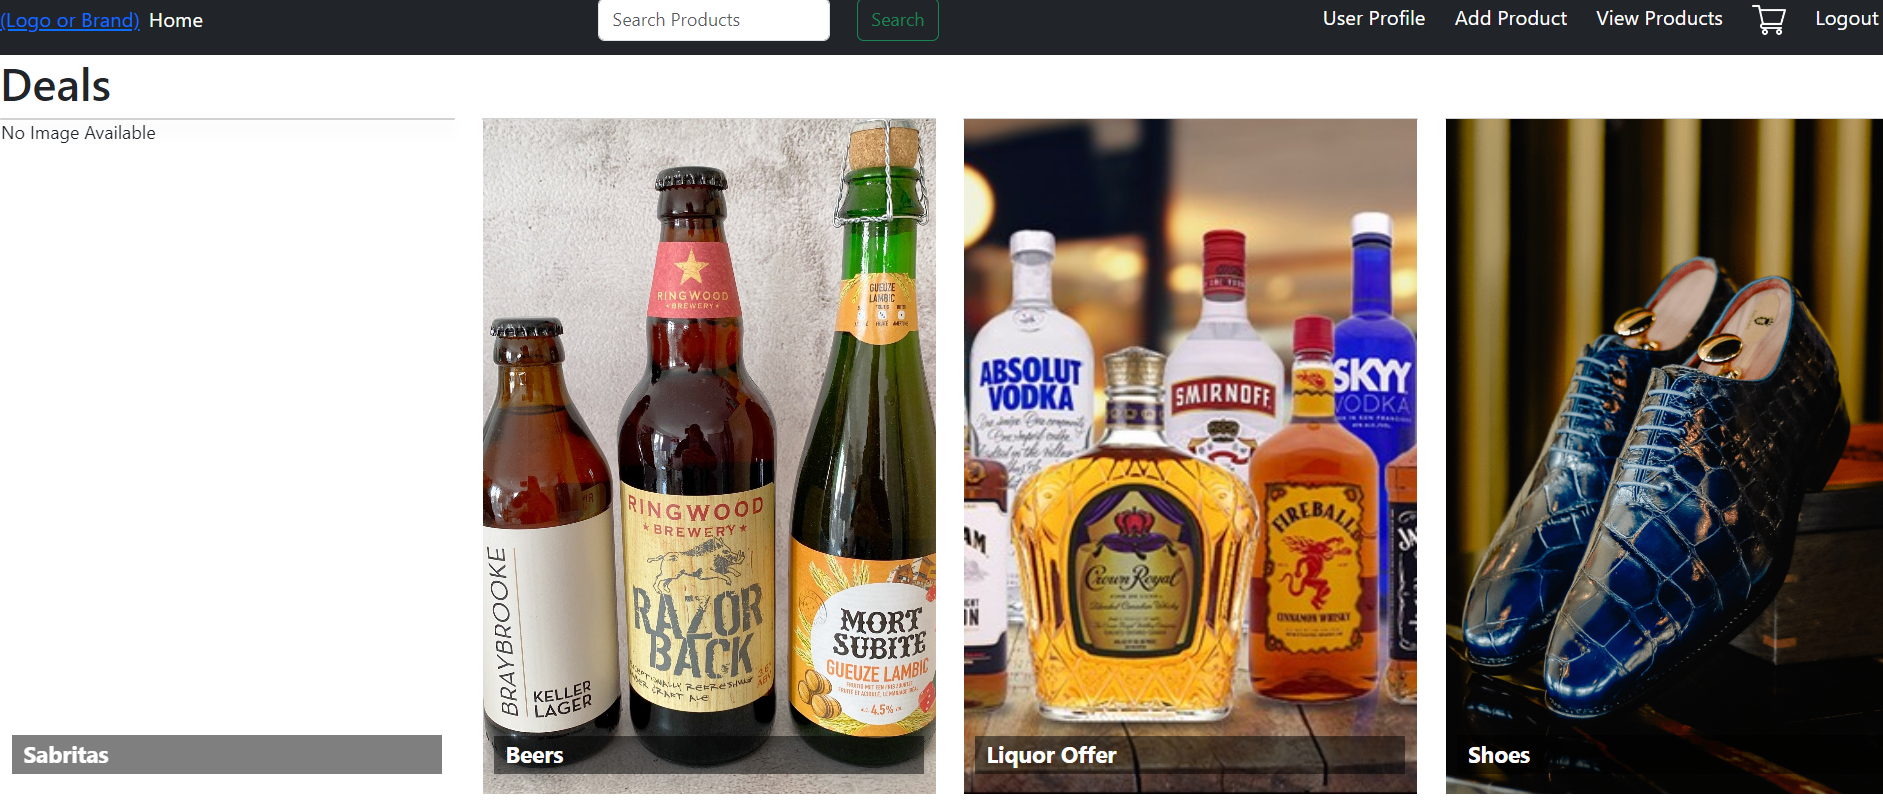 (Logo or Brand) Home Search Products Search User Profile Add Product View Products Logout
Deals
No Image Available
RINGWOOD
BREWERY
GUEUZE
LAMBIC
BRAYBROOKE
KELLER
LAGER
RINGWOOD
★ BREWERY ★
RAZOR
BACK
MORT
SUBITE
GUEUZE LAMBIC
4.5%
ABSOLUT
VODKA
SMIRNOFF
SKYY
VODKA
Crown Royal
FIREBALL
CINNAMON WHISKY
Sabritas
Beers
Liquor Offer
Shoes